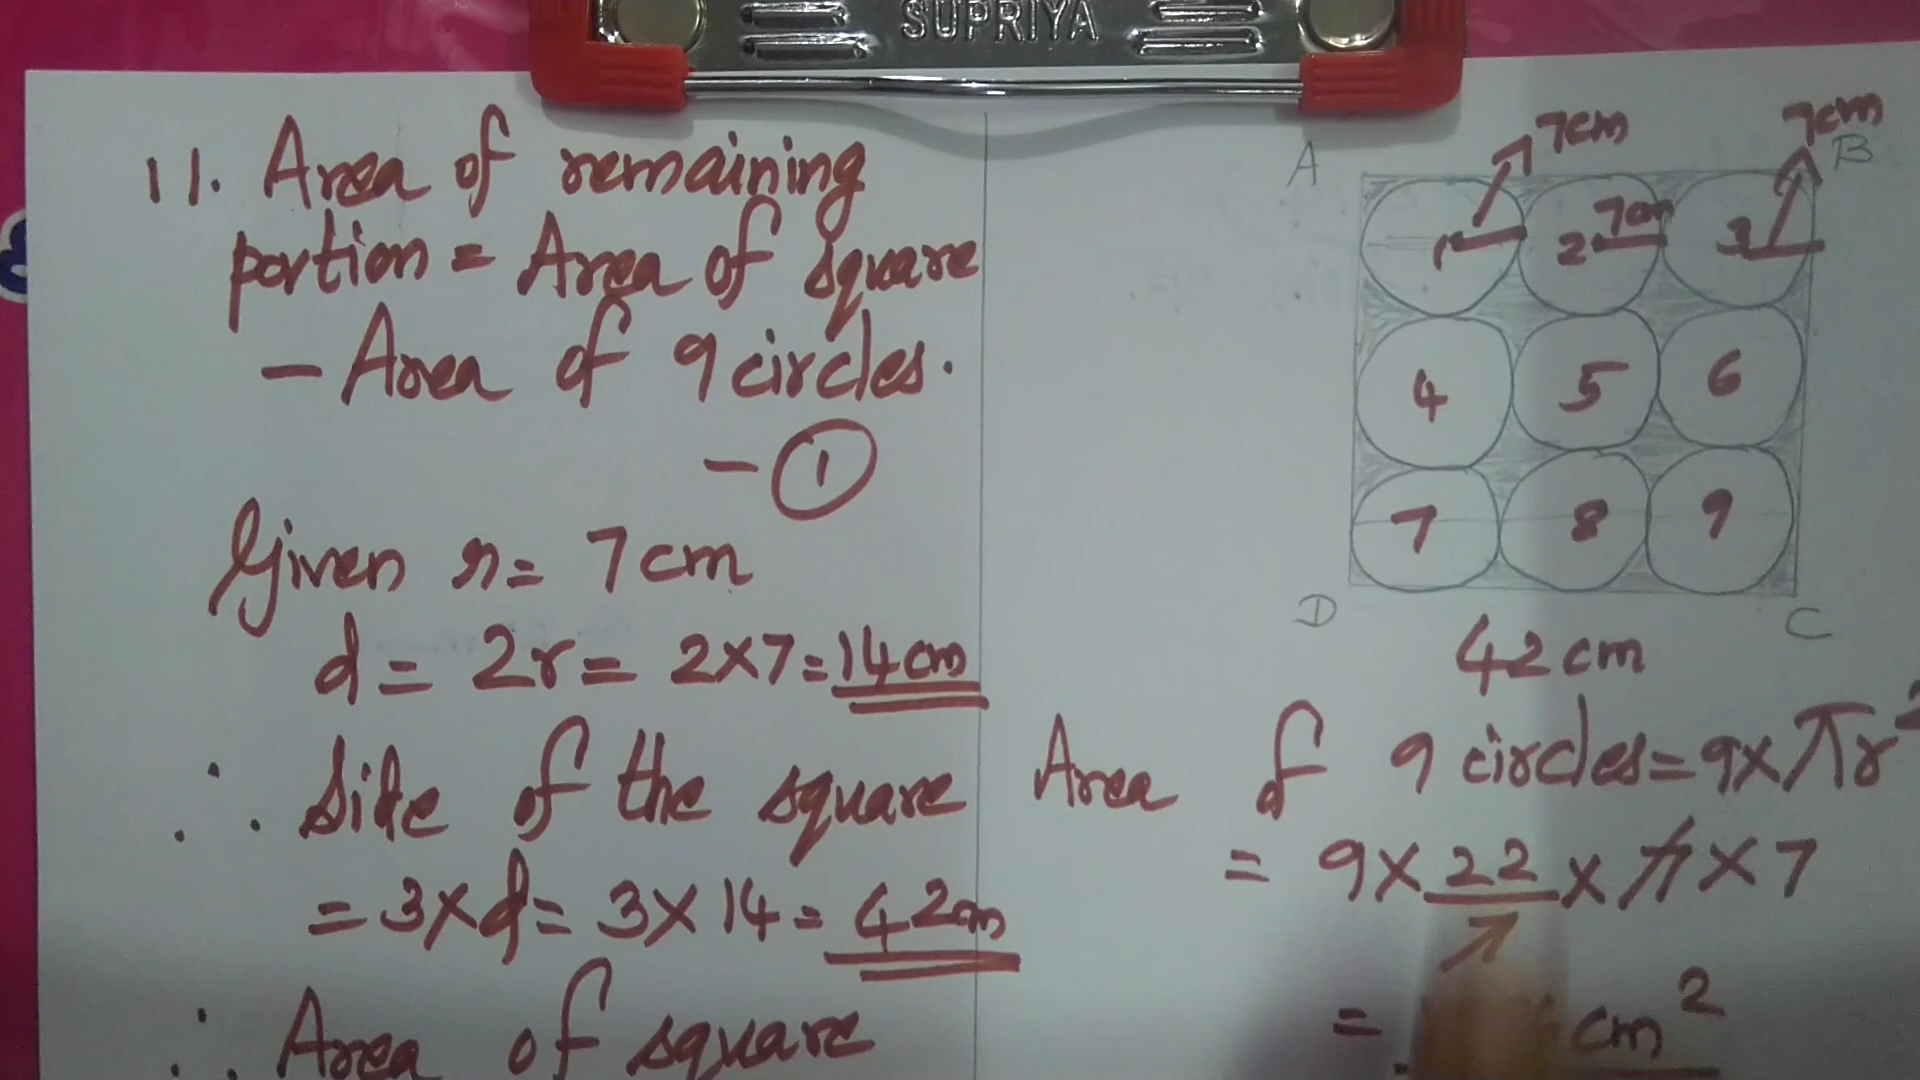 SUPRIYA
11. Area of remaining
portion = Area of square
- Area of 9 circles.
- ①
Given r = 7cm
d = 2r = 2×7 = 14cm
∴ Side of the square
= 3×d = 3×14 = 42cm
∴ Area of square
7cm
7cm
A B
1 2 7cm 3
4 5 6
7 8 9
D C
42cm
Area of 9 circles = 9×πr²
= 9×22/7×7×7
= cm²